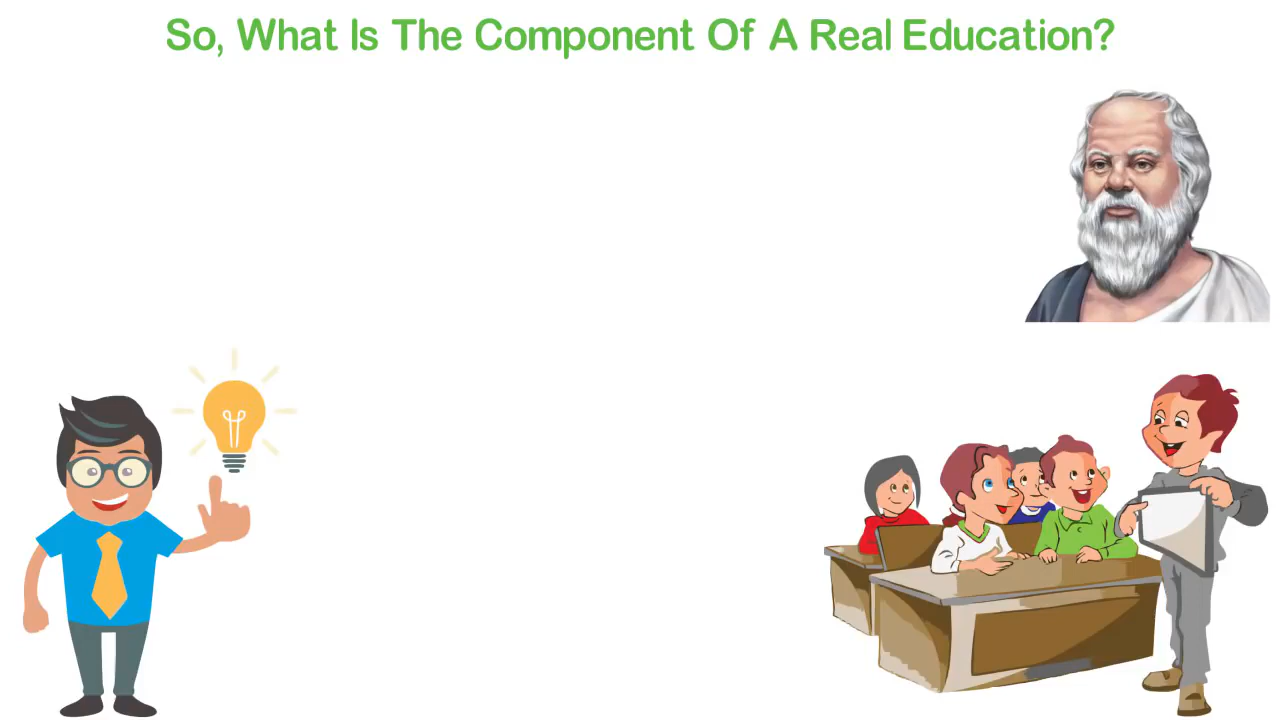 So, What Is The Component Of A Real Education?